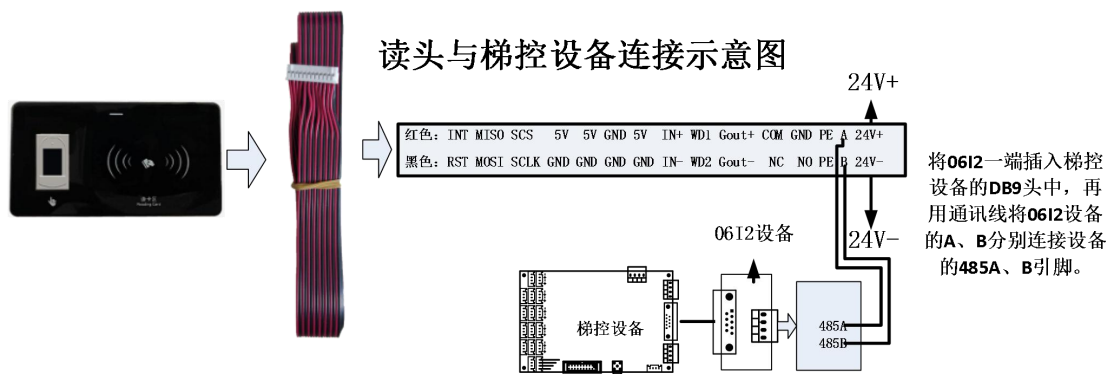 读头与梯控设备连接示意图
24V+
红色: INT MISO SCS 5V 5V GND 5V IN+ WD1 Gout+ COM GND PE A 24V+
黑色: RST MOSI SCLK GND GND GND GND IN- WD2 Gout- NC NO PE B 24V-
24V-
将06I2一端插入梯控
设备的DB9头中，再
用通讯线将06I2设备
的A、B分别连接设备
的485A、B引脚。
06I2设备
梯控设备
485A
485B